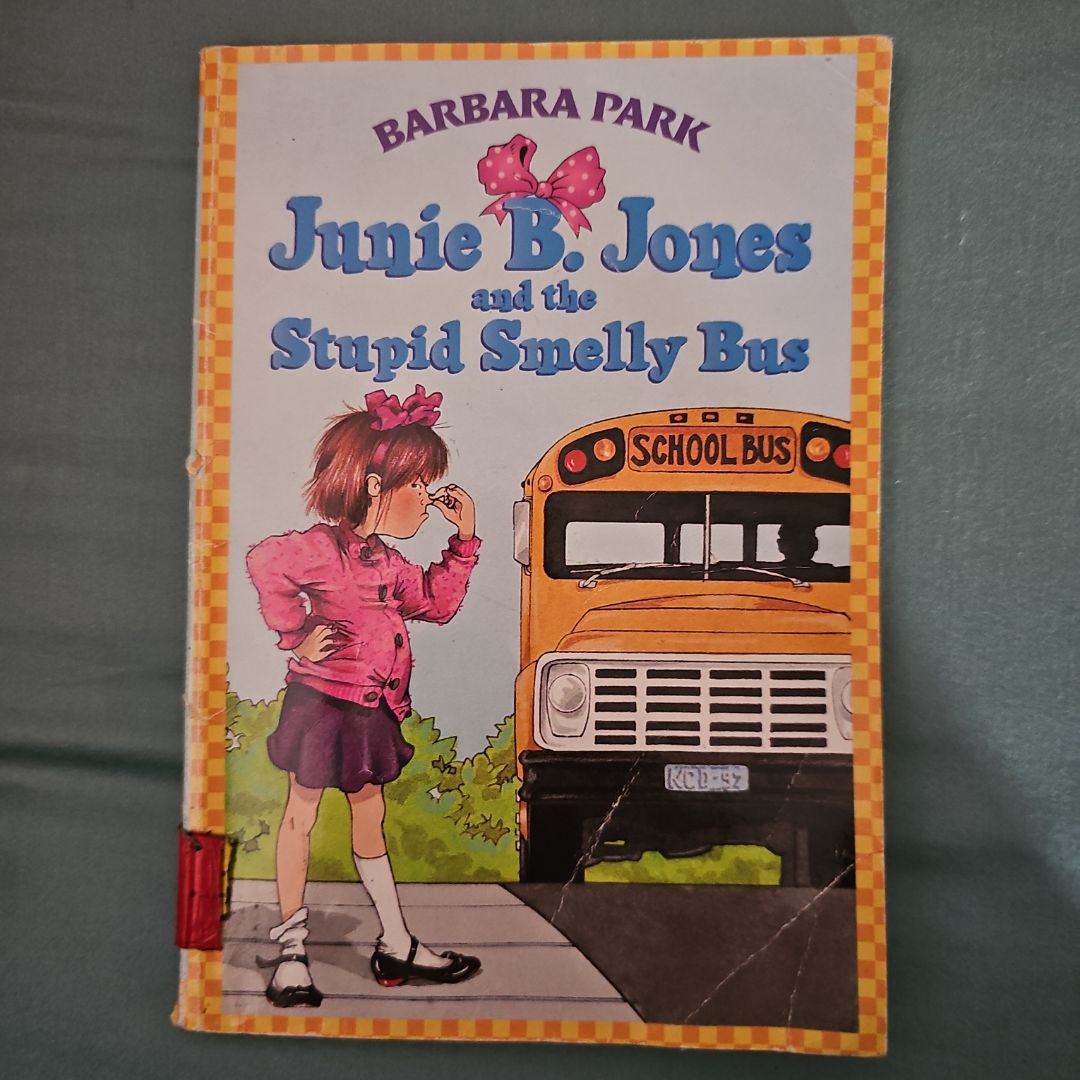 BARBARA PARK
Junie B. Jones
and the
Stupid Smelly Bus
SCHOOL BUS